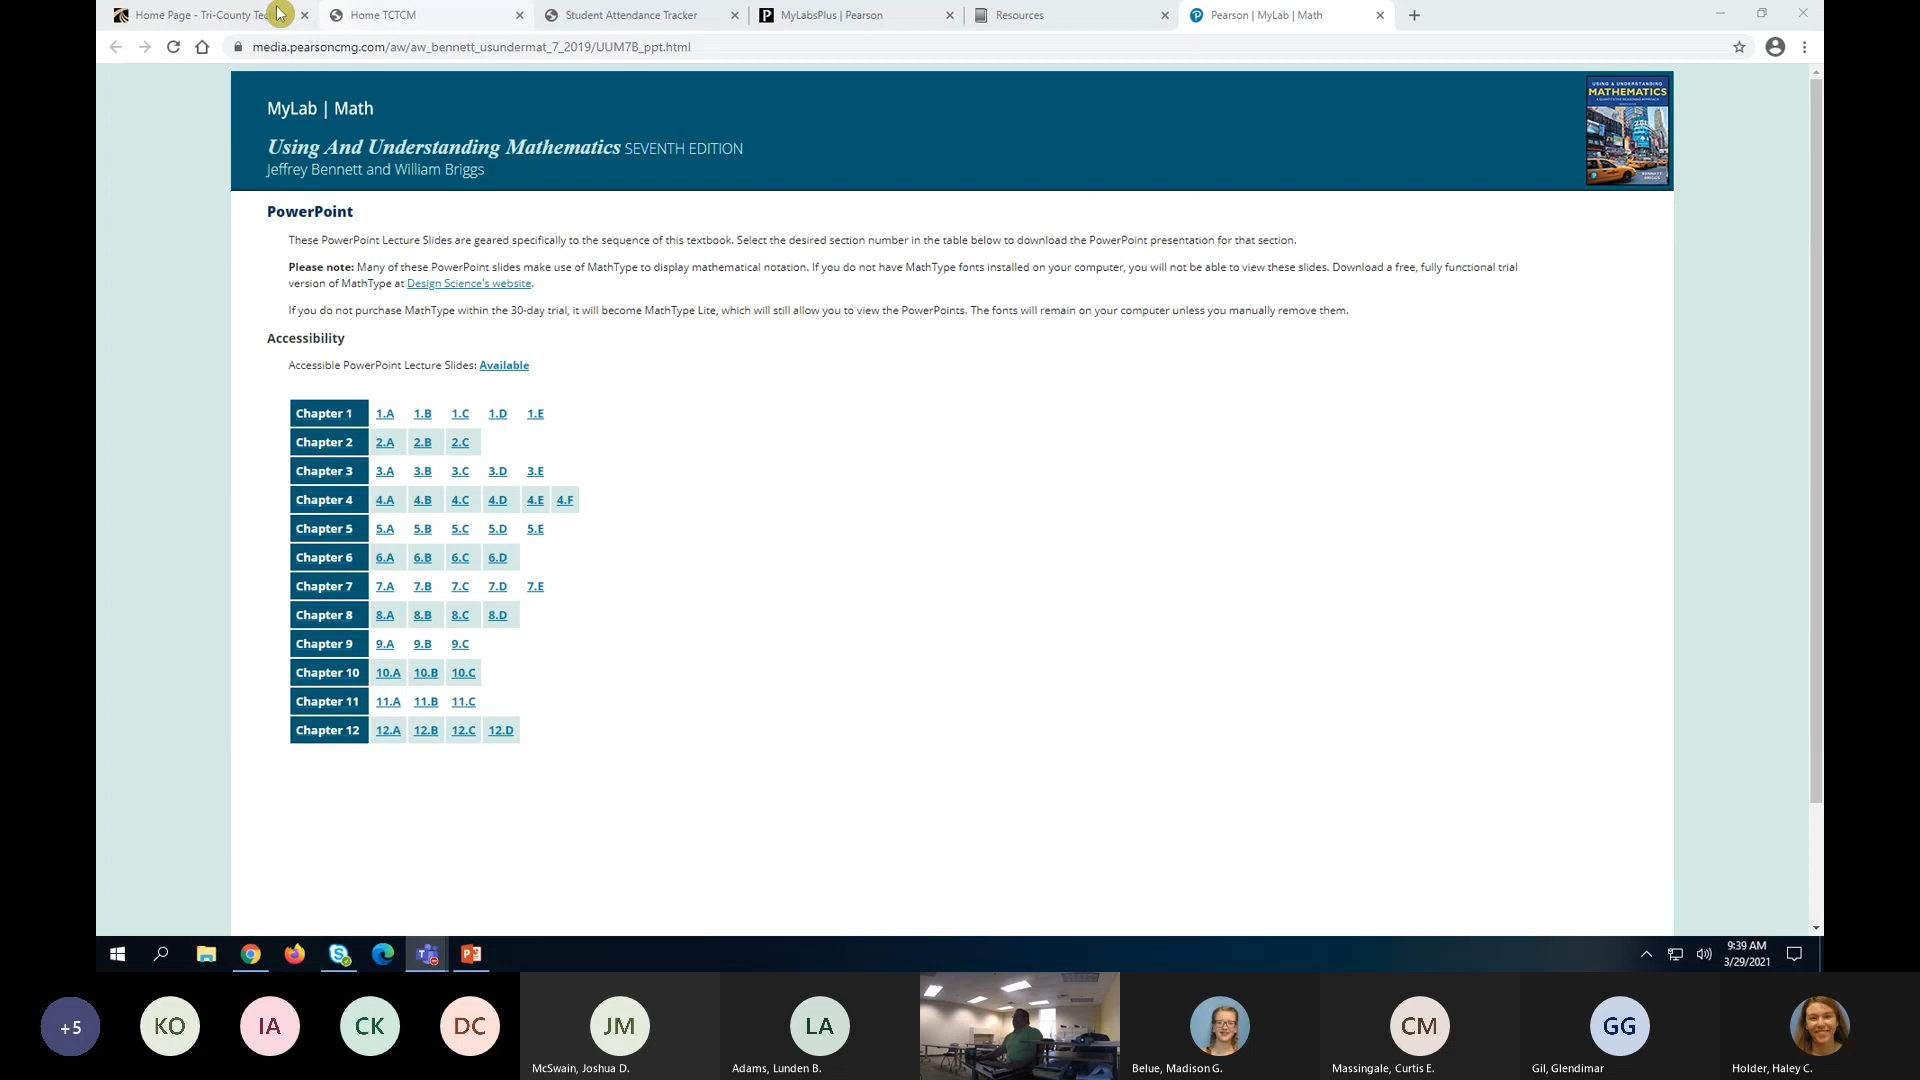 Home Page - Tri-County Tec
Home TCTCM
Student Attendance Tracker
MyLabsPlus | Pearson
Resources
Pearson | MyLab | Math
media.pearsoncmg.com/aw/aw_bennett_usundermat_7_2019/UUM7B_ppt.html
MyLab | Math
Using And Understanding Mathematics SEVENTH EDITION
Jeffrey Bennett and William Briggs
USING & UNDERSTANDING
MATHEMATICS
PowerPoint
These PowerPoint Lecture Slides are geared specifically to the sequence of this textbook. Select the desired section number in the table below to download the PowerPoint presentation for that section.
Please note: Many of these PowerPoint slides make use of MathType to display mathematical notation. If you do not have MathType fonts installed on your computer, you will not be able to view these slides. Download a free, fully functional trial
version of MathType at Design Science's website.
If you do not purchase MathType within the 30-day trial, it will become MathType Lite, which will still allow you to view the PowerPoints. The fonts will remain on your computer unless you manually remove them.
Accessibility
Accessible PowerPoint Lecture Slides: Available
Chapter 1 1.A 1.B 1.C 1.D 1.E
Chapter 2 2.A 2.B 2.C
Chapter 3 3.A 3.B 3.C 3.D 3.E
Chapter 4 4.A 4.B 4.C 4.D 4.E 4.F
Chapter 5 5.A 5.B 5.C 5.D 5.E
Chapter 6 6.A 6.B 6.C 6.D
Chapter 7 7.A 7.B 7.C 7.D 7.E
Chapter 8 8.A 8.B 8.C 8.D
Chapter 9 9.A 9.B 9.C
Chapter 10 10.A 10.B 10.C
Chapter 11 11.A 11.B 11.C
Chapter 12 12.A 12.B 12.C 12.D
9:39 AM
3/29/2021
+5
KO
IA
CK
DC
JM
McSwain, Joshua D.
LA
Adams, Lunden B.
Belue, Madison G.
CM
Massingale, Curtis E.
GG
Gil, Glendimar
Holder, Haley C.